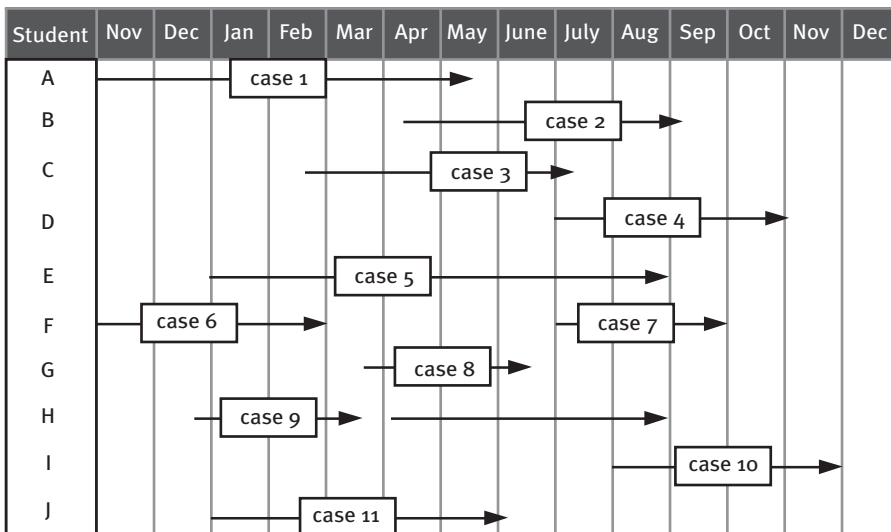 Student Nov Dec Jan Feb Mar Apr May June July Aug Sep Oct Nov Dec
A case 1
B case 2
C case 3
D case 4
E case 5
F case 6 case 7
G case 8
H case 9
I case 10
J case 11